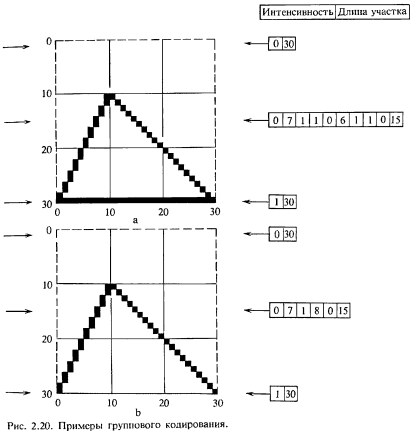 Интенсивность Длина участка
0 0 30
10 0 7 1 1 0 6 1 1 0 15
20
30 1 30
0 10 20 30
a
0 0 30
10 0 7 1 8 0 15
20
30 1 30
0 10 20 30
b
Рис. 2.20. Примеры группового кодирования.